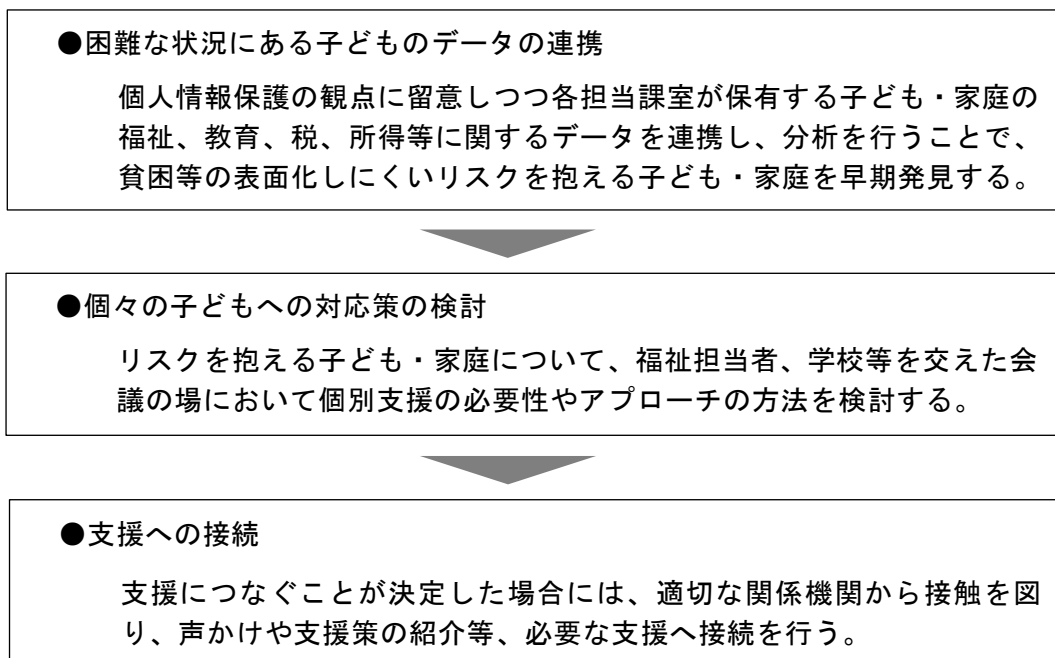 ●困難な状況にある子どものデータの連携
個人情報保護の観点に留意しつつ各担当課室が保有する子ども・家庭の
福祉、教育、税、所得等に関するデータを連携し、分析を行うことで、
貧困等の表面化しにくいリスクを抱える子ども・家庭を早期発見する。
●個々の子どもへの対応策の検討
リスクを抱える子ども・家庭について、福祉担当者、学校等を交えた会
議の場において個別支援の必要性やアプローチの方法を検討する。
●支援への接続
支援につなぐことが決定した場合には、適切な関係機関から接触を図
り、声かけや支援策の紹介等、必要な支援へ接続を行う。